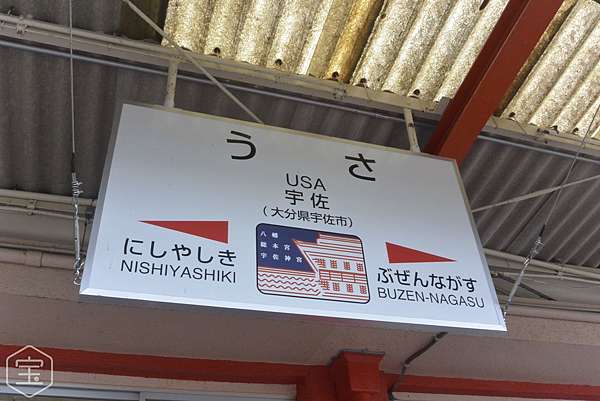 うさ
USA
宇佐
(大分県宇佐市)
にしやしき
NISHIYASHIKI
八幡
総本宮
宇佐神宮
ぶぜんながす
BUZEN-NAGASU
宝